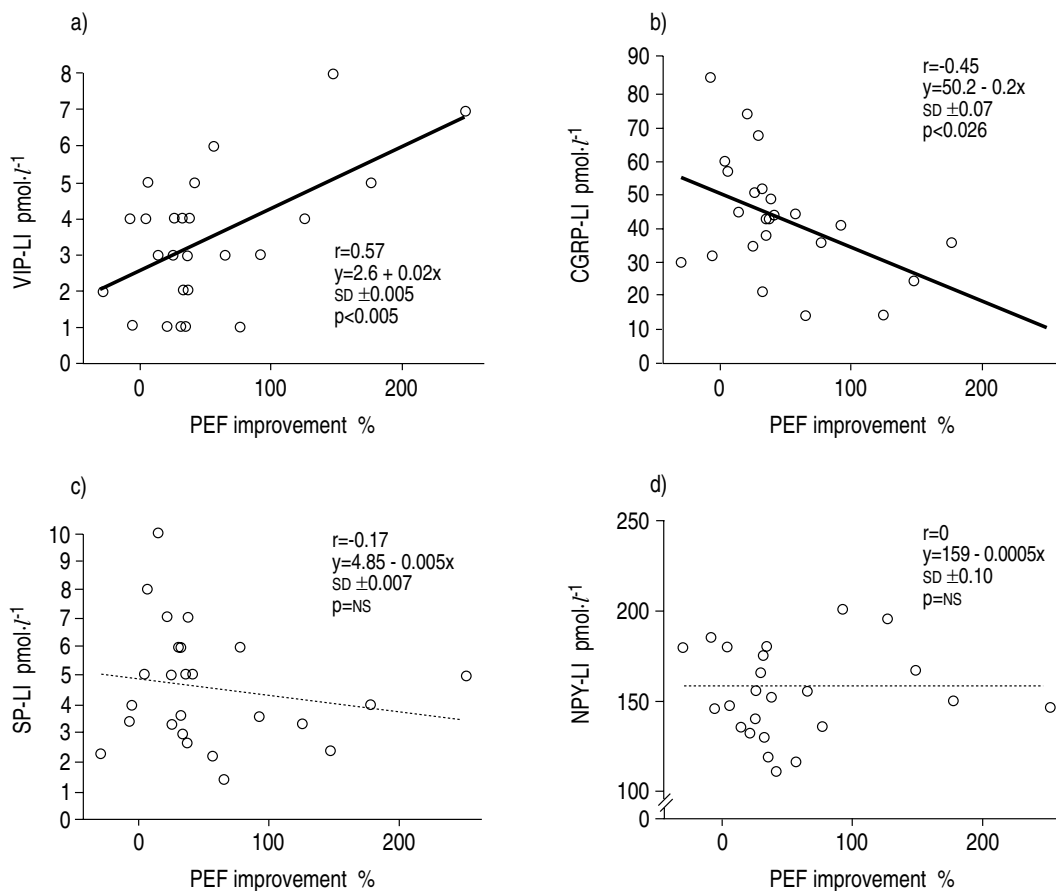 a)
8
7
6
5
4
3
2
1
0
VIP-LI pmol·l⁻¹
r=0.57
y=2.6 + 0.02x
SD ±0.005
p<0.005
0 100 200
PEF improvement %
b)
90
80
70
60
50
40
30
20
10
0
CGRP-LI pmol·l⁻¹
r=-0.45
y=50.2 - 0.2x
SD ±0.07
p<0.026
0 100 200
PEF improvement %
c)
10
9
8
7
6
5
4
3
2
1
0
SP-LI pmol·l⁻¹
r=-0.17
y=4.85 - 0.005x
SD ±0.007
p=NS
0 100 200
PEF improvement %
d)
250
200
150
100
0
NPY-LI pmol·l⁻¹
r=0
y=159 - 0.0005x
SD ±0.10
p=NS
0 100 200
PEF improvement %